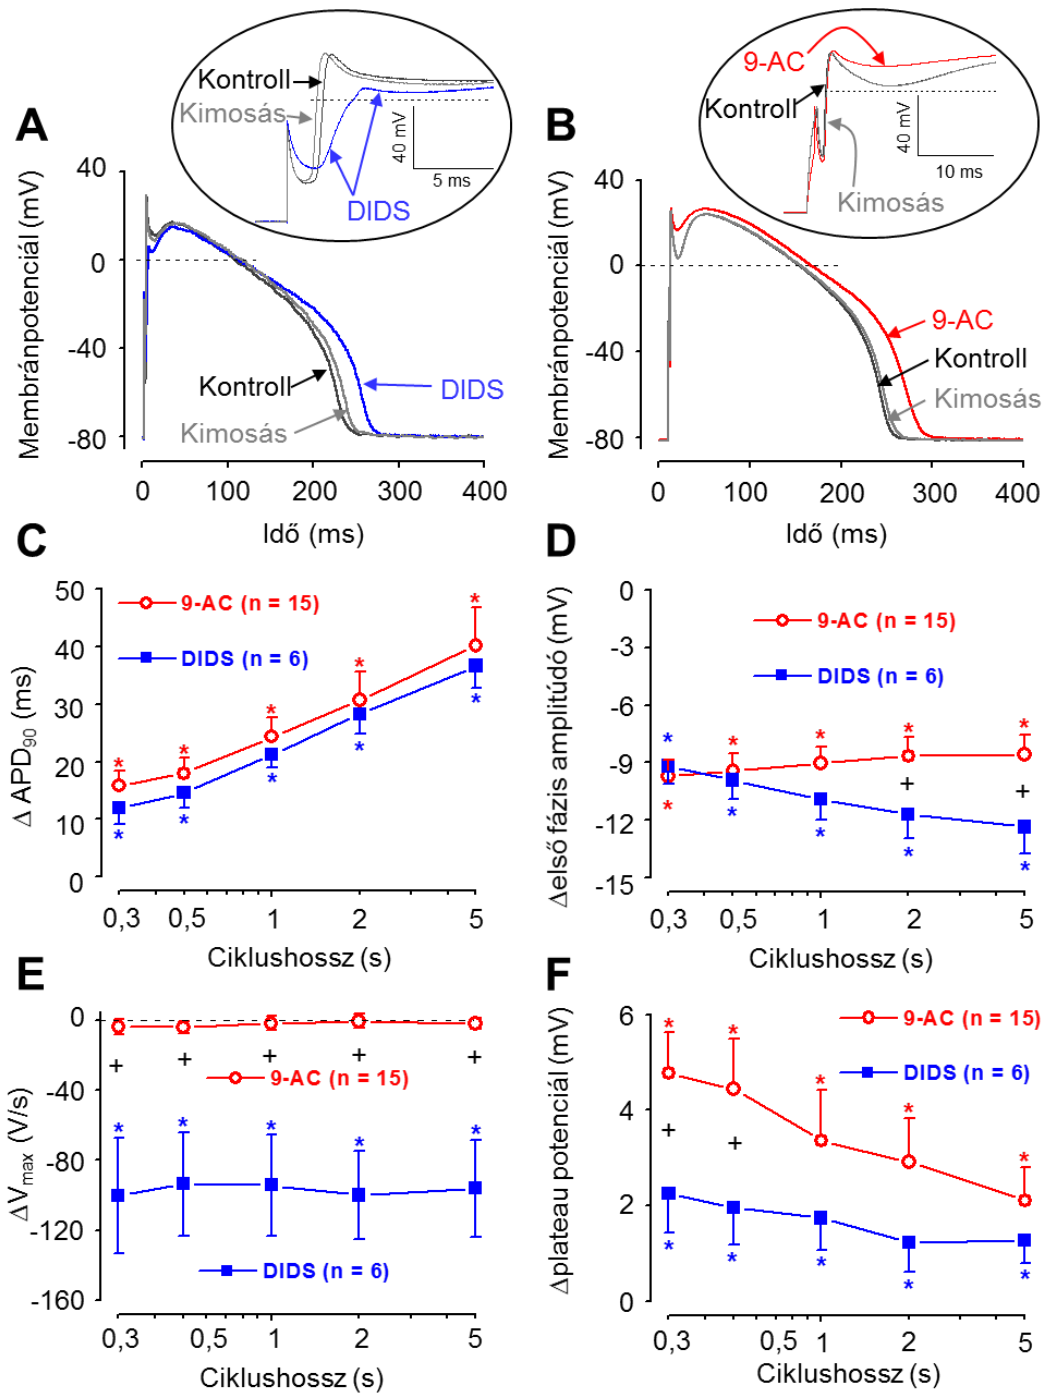 A
Kontroll
Kimosás
DIDS
40 mV
5 ms
Membránpotenciál (mV)
40
0
-40
-80
Kontroll
Kimosás
DIDS
0 100 200 300 400
Idő (ms)
B
9-AC
Kontroll
Kimosás
40 mV
10 ms
Membránpotenciál (mV)
40
0
-40
-80
9-AC
Kontroll
Kimosás
0 100 200 300 400
Idő (ms)
C
Δ APD90 (ms)
50
40
30
20
10
0
9-AC (n = 15)
DIDS (n = 6)
* * * * *
* * * * *
0,3 0,5 1 2 5
Ciklushossz (s)
D
Δelső fázis amplitúdó (mV)
0
-3
-6
-9
-12
-15
9-AC (n = 15)
DIDS (n = 6)
* * * * *
+ +
* * * * *
0,3 0,5 1 2 5
Ciklushossz (s)
E
ΔVmax (V/s)
0
-40
-80
-120
-160
+ + + + +
9-AC (n = 15)
* * * * *
DIDS (n = 6)
0,3 0,5 1 2 5
Ciklushossz (s)
F
Δplateau potenciál (mV)
6
4
2
0
9-AC (n = 15)
DIDS (n = 6)
* * * * *
+ +
* * * * *
0,3 0,5 1 2 5
Ciklushossz (s)